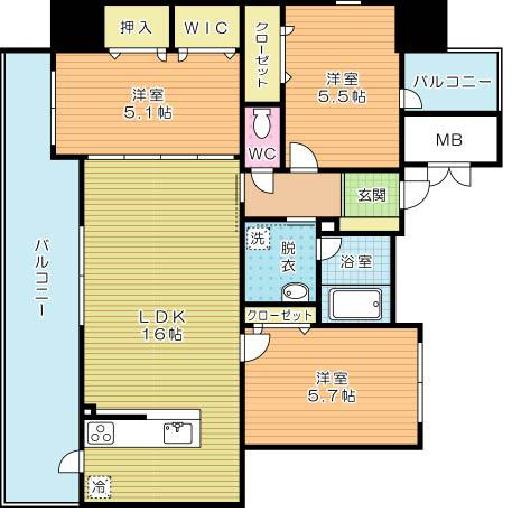 押入
WIC
クローゼット
洋室
5.1帖
洋室
5.5帖
バルコニー
MB
WC
玄関
バルコニー
洗
脱衣
浴室
LDK
16帖
クローゼット
洋室
5.7帖
冷